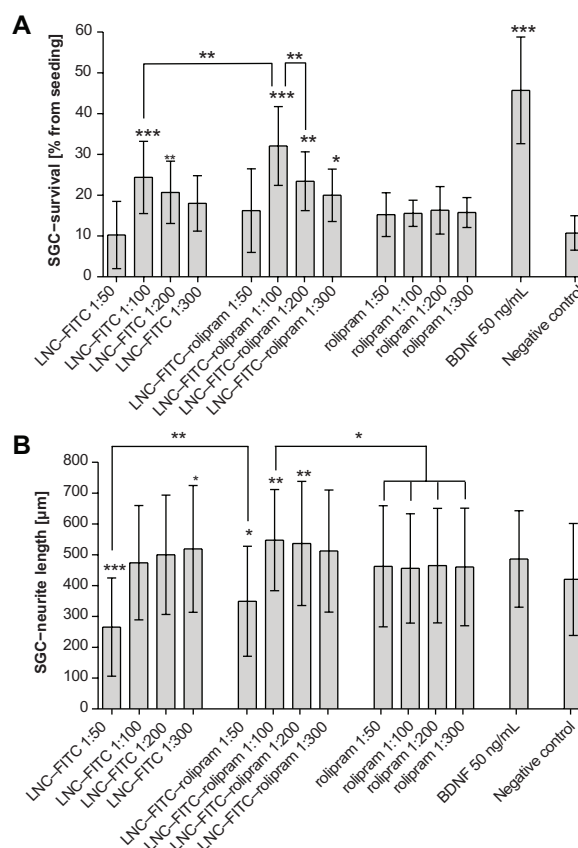 A
SGC–survival [% from seeding]
60
50
40
30
20
10
0
***
**
**
***
**
**
*
***
LNC–FITC 1:50
LNC–FITC 1:100
LNC–FITC 1:200
LNC–FITC 1:300
LNC–FITC–rolipram 1:50
LNC–FITC–rolipram 1:100
LNC–FITC–rolipram 1:200
LNC–FITC–rolipram 1:300
rolipram 1:50
rolipram 1:100
rolipram 1:200
rolipram 1:300
BDNF 50 ng/mL
Negative control
B
SGC–neurite length [µm]
800
700
600
500
400
300
200
100
0
***
**
*
*
**
**
*
LNC–FITC 1:50
LNC–FITC 1:100
LNC–FITC 1:200
LNC–FITC 1:300
LNC–FITC–rolipram 1:50
LNC–FITC–rolipram 1:100
LNC–FITC–rolipram 1:200
LNC–FITC–rolipram 1:300
rolipram 1:50
rolipram 1:100
rolipram 1:200
rolipram 1:300
BDNF 50 ng/mL
Negative control